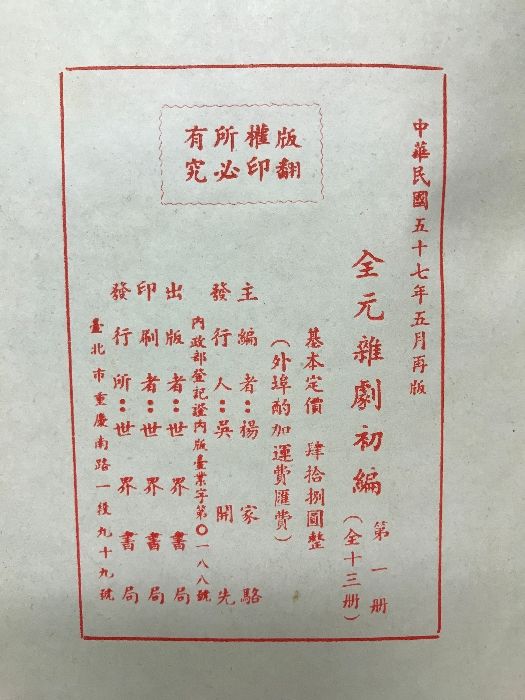 版權所有
翻印必究
中華民國五十七年五月再版
全元雜劇初編 第一册
(全十三册)
基本定價 肆拾捌圓整
(外埠酌加運費匯費)
主編者:楊家駱
發行人:吳開先
內政部登記證內版臺業字第〇一八八號
出版者:世界書局
印刷者:世界書局
發行所:世界書局
臺北市重慶南路一段九十九號